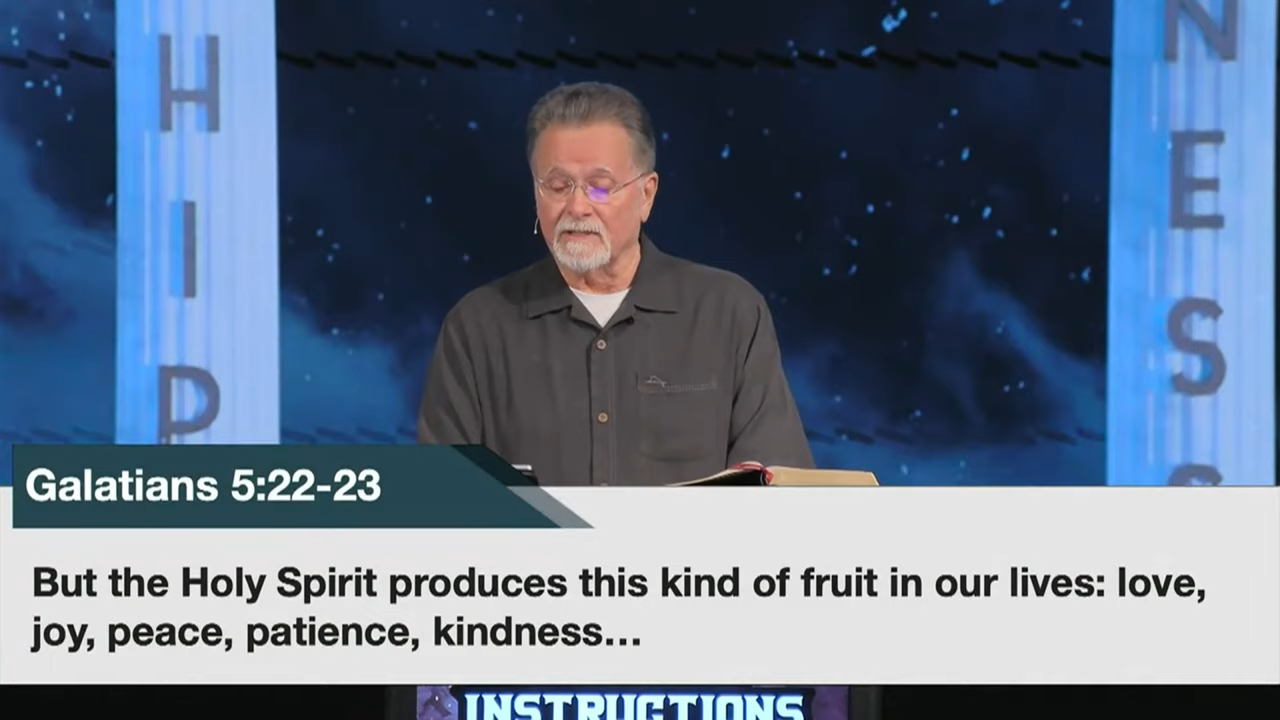 H
I
P
N
E
S
S
Galatians 5:22-23
But the Holy Spirit produces this kind of fruit in our lives: love,
joy, peace, patience, kindness...
INSTRUCTIONS